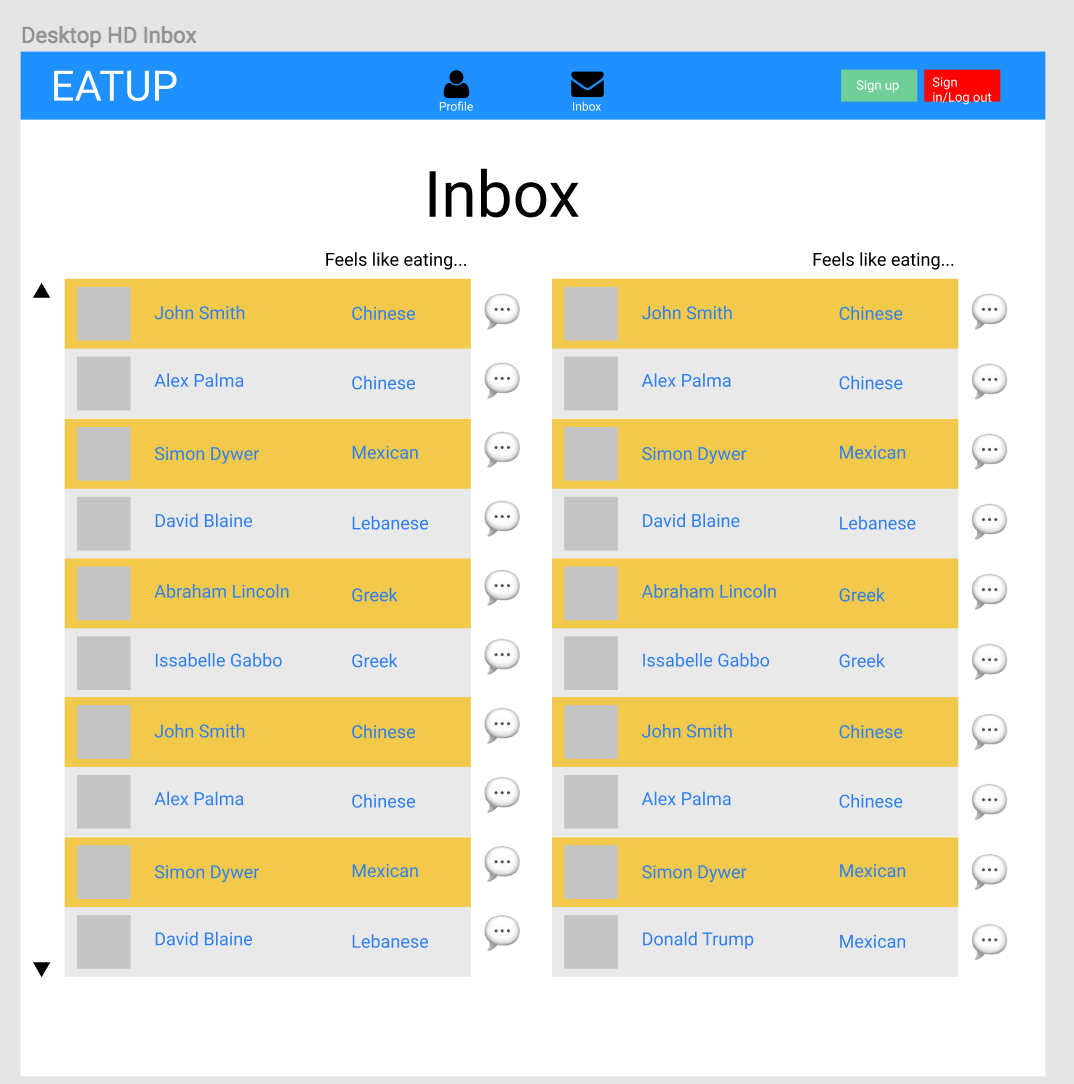 Desktop HD Inbox
EATUP
Profile
Inbox
Sign up
Sign
in/Log out
Inbox
Feels like eating...
John Smith Chinese
Alex Palma Chinese
Simon Dywer Mexican
David Blaine Lebanese
Abraham Lincoln Greek
Issabelle Gabbo Greek
John Smith Chinese
Alex Palma Chinese
Simon Dywer Mexican
David Blaine Lebanese
Feels like eating...
John Smith Chinese
Alex Palma Chinese
Simon Dywer Mexican
David Blaine Lebanese
Abraham Lincoln Greek
Issabelle Gabbo Greek
John Smith Chinese
Alex Palma Chinese
Simon Dywer Mexican
Donald Trump Mexican